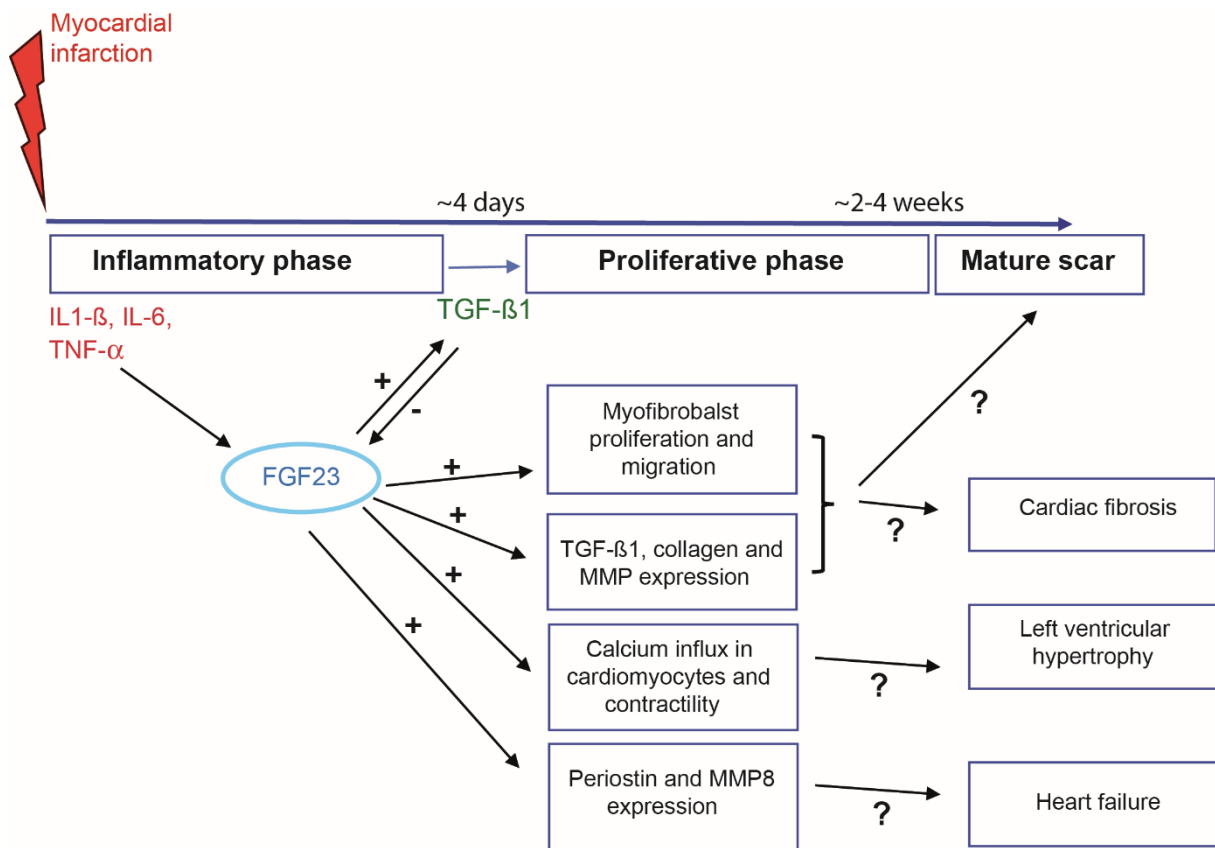 Myocardial
infarction
~4 days
~2-4 weeks
Inflammatory phase
Proliferative phase
Mature scar
IL1-ß, IL-6,
TNF-α
TGF-ß1
+
-
?
FGF23
+
Myofibrobalst
proliferation and
migration
?
Cardiac fibrosis
+
TGF-ß1, collagen and
MMP expression
+
Calcium influx in
cardiomyocytes and
contractility
?
Left ventricular
hypertrophy
+
Periostin and MMP8
expression
?
Heart failure